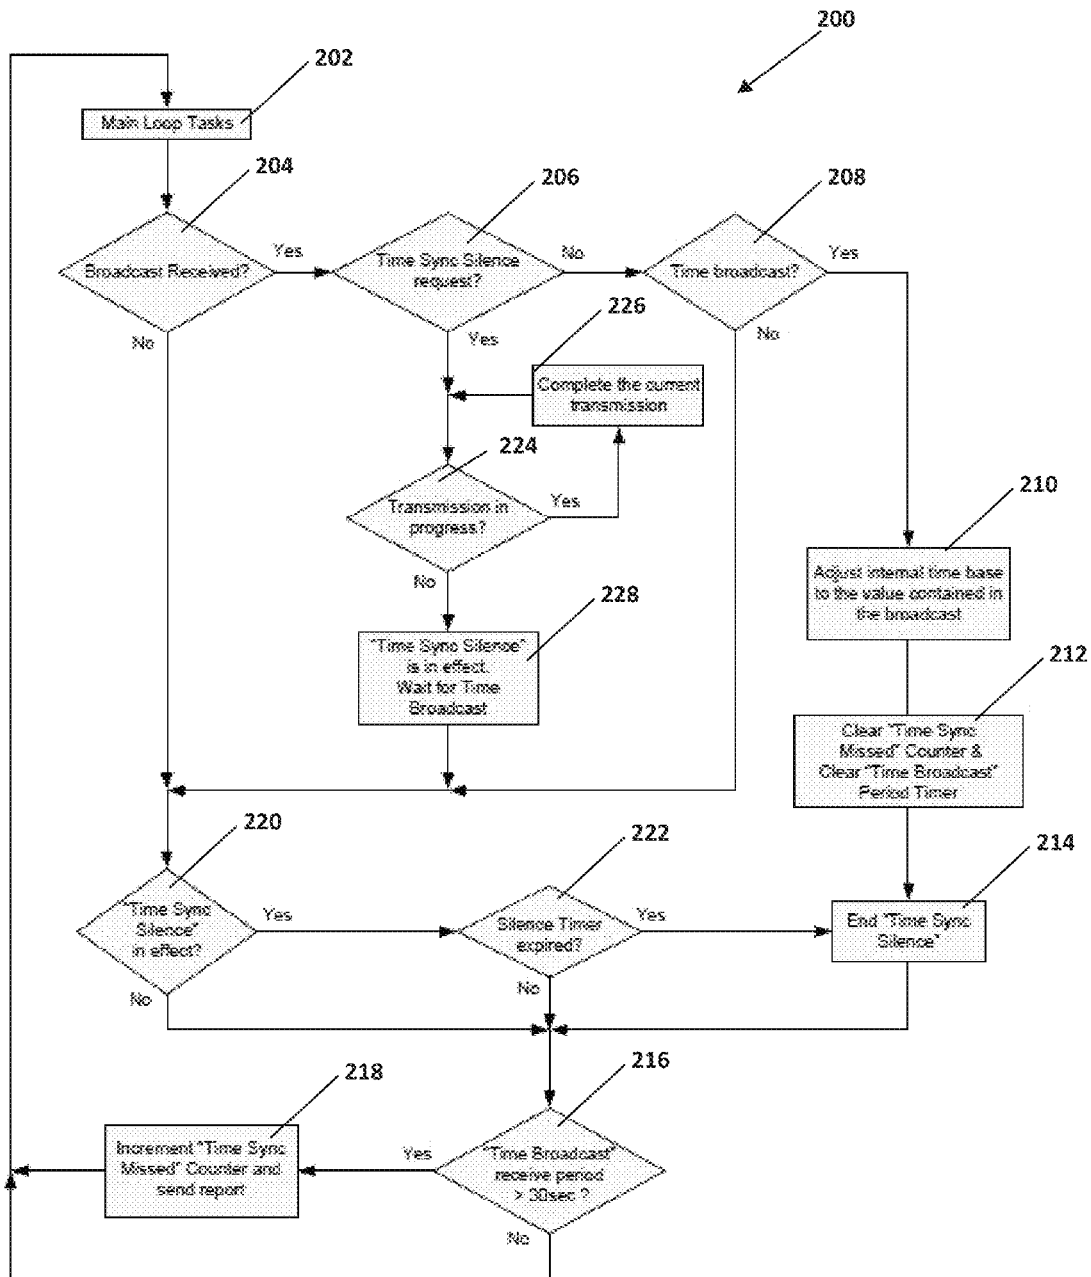 200
202
Main Loop Tasks
204
206
208
Broadcast Received?
Yes
Time Sync Silence
request?
No
Time broadcast?
Yes
No
Yes
No
226
Complete the current
transmission
224
Transmission in
progress?
Yes
No
210
Adjust internal time base
to the value contained in
the broadcast
228
"Time Sync Silence"
is in effect.
Wait for Time
Broadcast
212
Clear "Time Sync
Missed" Counter &
Clear "Time Broadcast"
Period Timer
220
222
214
"Time Sync
Silence"
in effect?
Yes
Silence Timer
expired?
Yes
End "Time Sync
Silence"
No
No
216
218
Increment "Time Sync
Missed" Counter and
send report
Yes
"Time Broadcast"
receive period
> 30sec ?
No